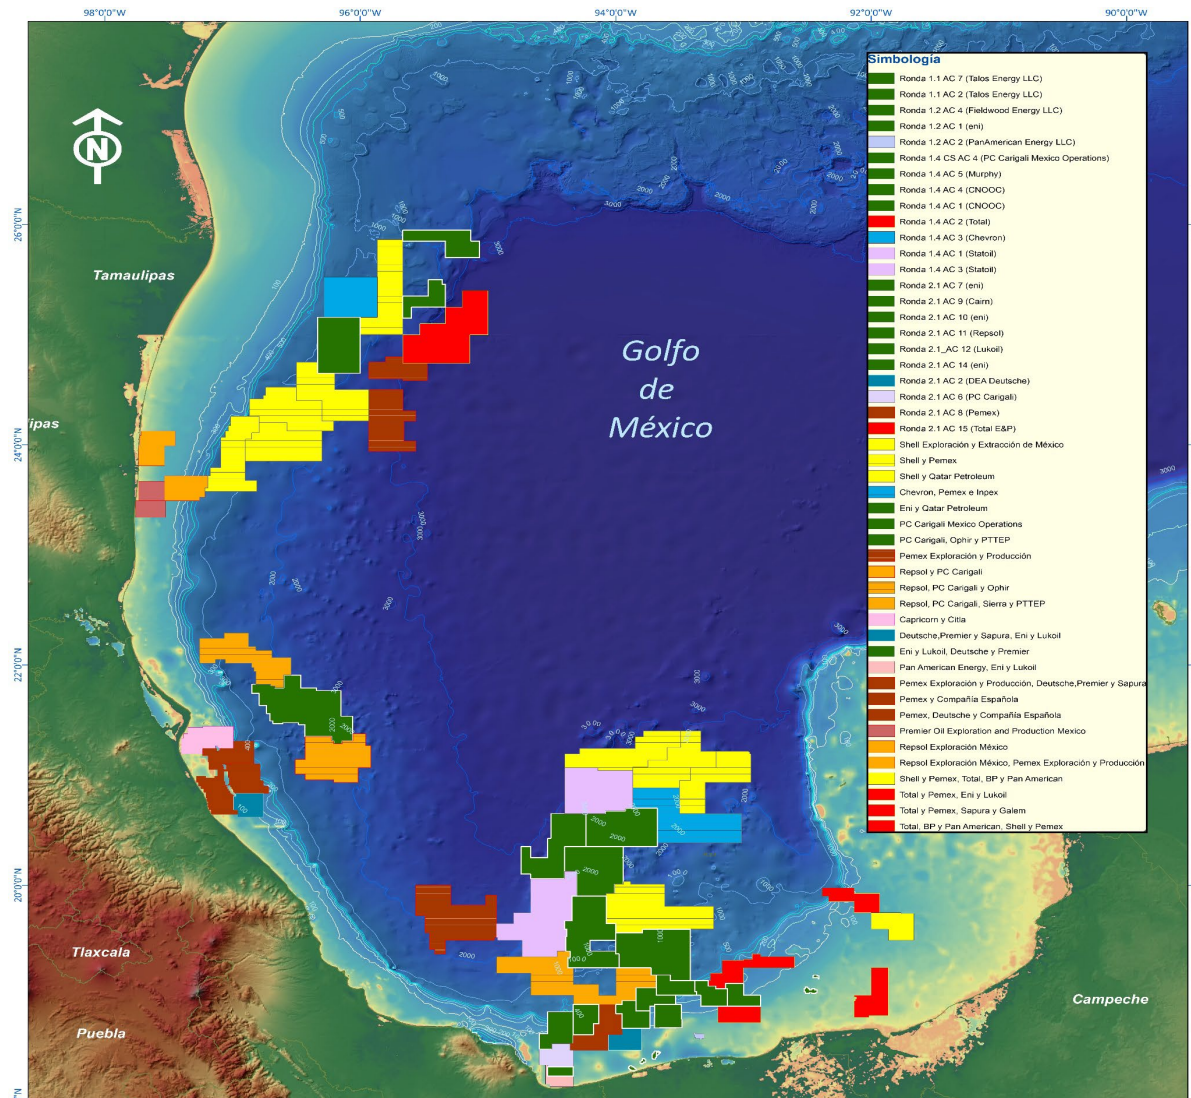 98°0'0"W
96°0'0"W
94°0'0"W
92°0'0"W
90°0'0"W
26°0'0"N
24°0'0"N
22°0'0"N
20°0'0"N
N
Tamaulipas
ipas
Golfo
de
México
Tlaxcala
Puebla
Campeche
Simbología
Ronda 1.1 AC 7 (Talos Energy LLC)
Ronda 1.1 AC 2 (Talos Energy LLC)
Ronda 1.2 AC 4 (Fieldwood Energy LLC)
Ronda 1.2 AC 1 (eni)
Ronda 1.2 AC 2 (PanAmerican Energy LLC)
Ronda 1.4 CS AC 4 (PC Carigali Mexico Operations)
Ronda 1.4 AC 5 (Murphy)
Ronda 1.4 AC 4 (CNOOC)
Ronda 1.4 AC 1 (CNOOC)
Ronda 1.4 AC 2 (Total)
Ronda 1.4 AC 3 (Chevron)
Ronda 1.4 AC 1 (Statoil)
Ronda 1.4 AC 3 (Statoil)
Ronda 2.1 AC 7 (eni)
Ronda 2.1 AC 9 (Cairn)
Ronda 2.1 AC 10 (eni)
Ronda 2.1 AC 11 (Repsol)
Ronda 2.1_AC 12 (Lukoil)
Ronda 2.1 AC 14 (eni)
Ronda 2.1 AC 2 (DEA Deutsche)
Ronda 2.1 AC 6 (PC Carigali)
Ronda 2.1 AC 8 (Pemex)
Ronda 2.1 AC 15 (Total E&P)
Shell Exploración y Extracción de México
Shell y Pemex
Shell y Qatar Petroleum
Chevron, Pemex e Inpex
Eni y Qatar Petroleum
PC Carigali Mexico Operations
PC Carigali, Ophir y PTTEP
Pemex Exploración y Producción
Repsol y PC Carigali
Repsol, PC Carigali y Ophir
Repsol, PC Carigali, Sierra y PTTEP
Capricorn y Citla
Deutsche,Premier y Sapura, Eni y Lukoil
Eni y Lukoil, Deutsche y Premier
Pan American Energy, Eni y Lukoil
Pemex Exploración y Producción, Deutsche,Premier y Sapura
Pemex y Compañía Española
Pemex, Deutsche y Compañía Española
Premier Oil Exploration and Production Mexico
Repsol Exploración México
Repsol Exploración México, Pemex Exploración y Producción
Shell y Pemex, Total, BP y Pan American
Total y Pemex, Eni y Lukoil
Total y Pemex, Sapura y Galem
Total, BP y Pan American, Shell y Pemex